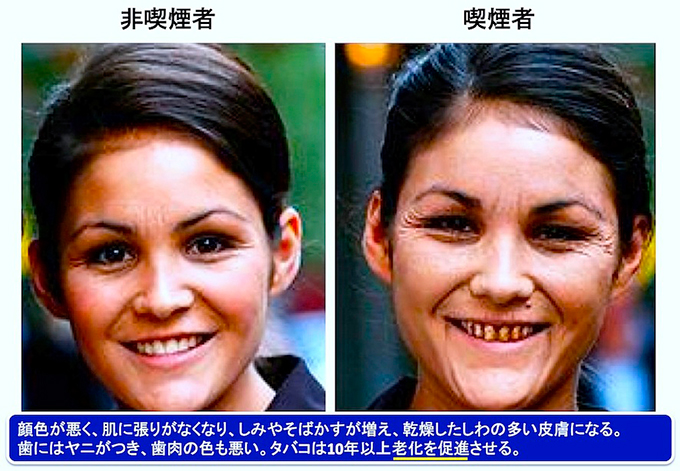 非喫煙者
喫煙者
顔色が悪く、肌に張りがなくなり、しみやそばかすが増え、乾燥したしわの多い皮膚になる。
歯にはヤニがつき、歯肉の色も悪い。タバコは10年以上老化を促進させる。